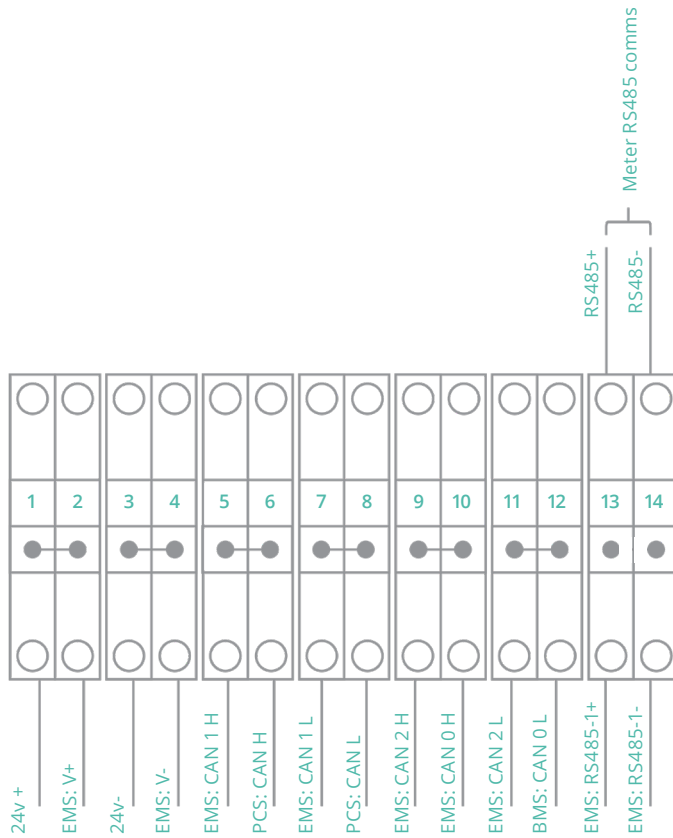 Meter RS485 comms
RS485+
RS485-
1 2 3 4 5 6 7 8 9 10 11 12 13 14
24v +
EMS: V+
24v-
EMS: V-
EMS: CAN 1 H
PCS: CAN H
EMS: CAN 1 L
PCS: CAN L
EMS: CAN 2 H
EMS: CAN 0 H
EMS: CAN 2 L
BMS: CAN 0 L
EMS: RS485-1+
EMS: RS485-1-